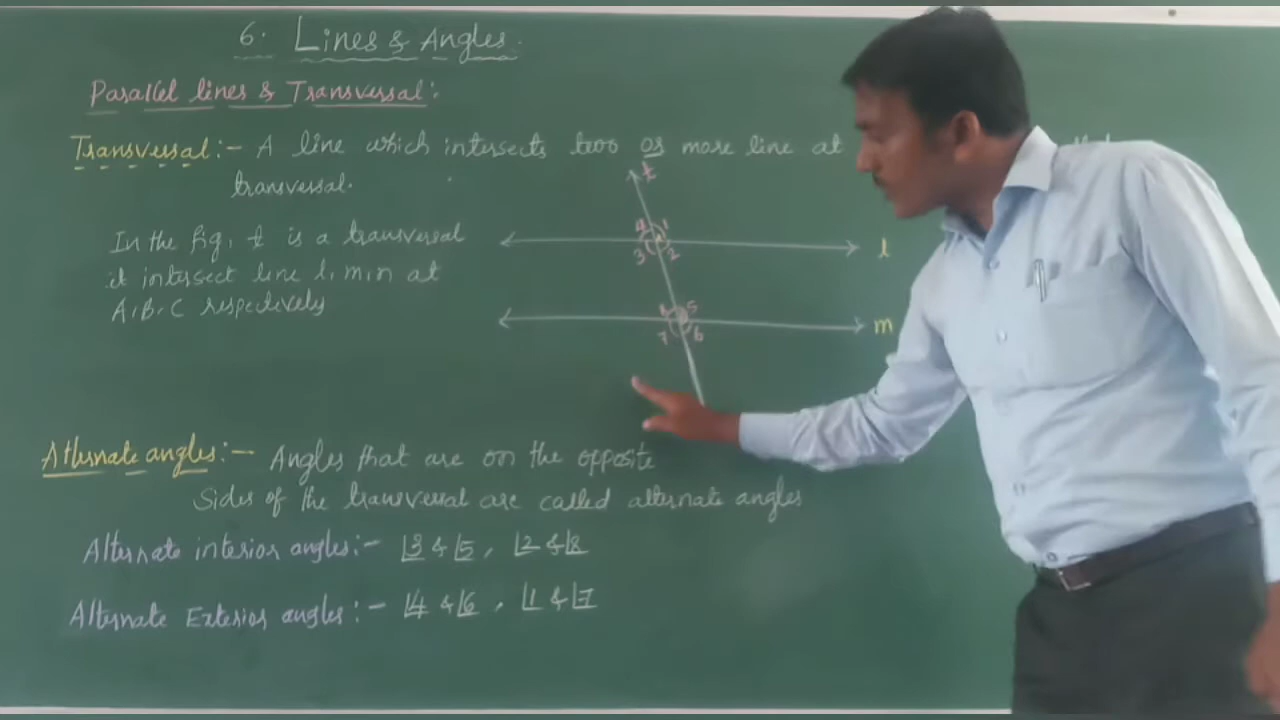 6. Lines & Angles.
Parallel lines & Transversal:
Transversal:- A line which intersects two or more line at
transversal.
t
In the fig, t is a transversal
4 1
3 2
l
it intersect line l, m, n at
A, B, C respectively
8 5
7 6
m
Alternate angles:- Angles that are on the opposite
Sides of the transversal are called alternate angles
Alternate interior angles:- ∠3 & ∠5, ∠2 & ∠8
Alternate Exterior angles:- ∠4 & ∠6, ∠1 & ∠7